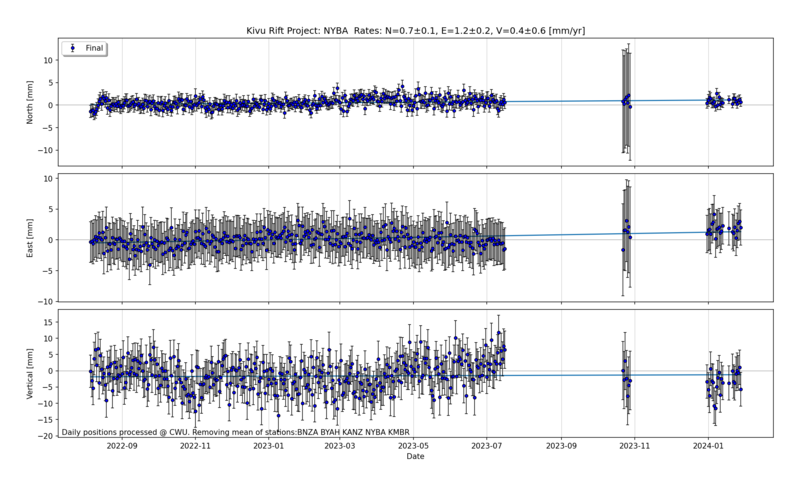 Kivu Rift Project: NYBA  Rates: N=0.7±0.1, E=1.2±0.2, V=0.4±0.6 [mm/yr]
Final
10
5
0
−5
−10
North [mm]
10
5
0
−5
−10
East [mm]
15
10
5
0
−5
−10
−15
−20
Vertical [mm]
Daily positions processed @ CWU. Removing mean of stations:BNZA BYAH KANZ NYBA KMBR
2022-09 2022-11 2023-01 2023-03 2023-05 2023-07 2023-09 2023-11 2024-01
Date